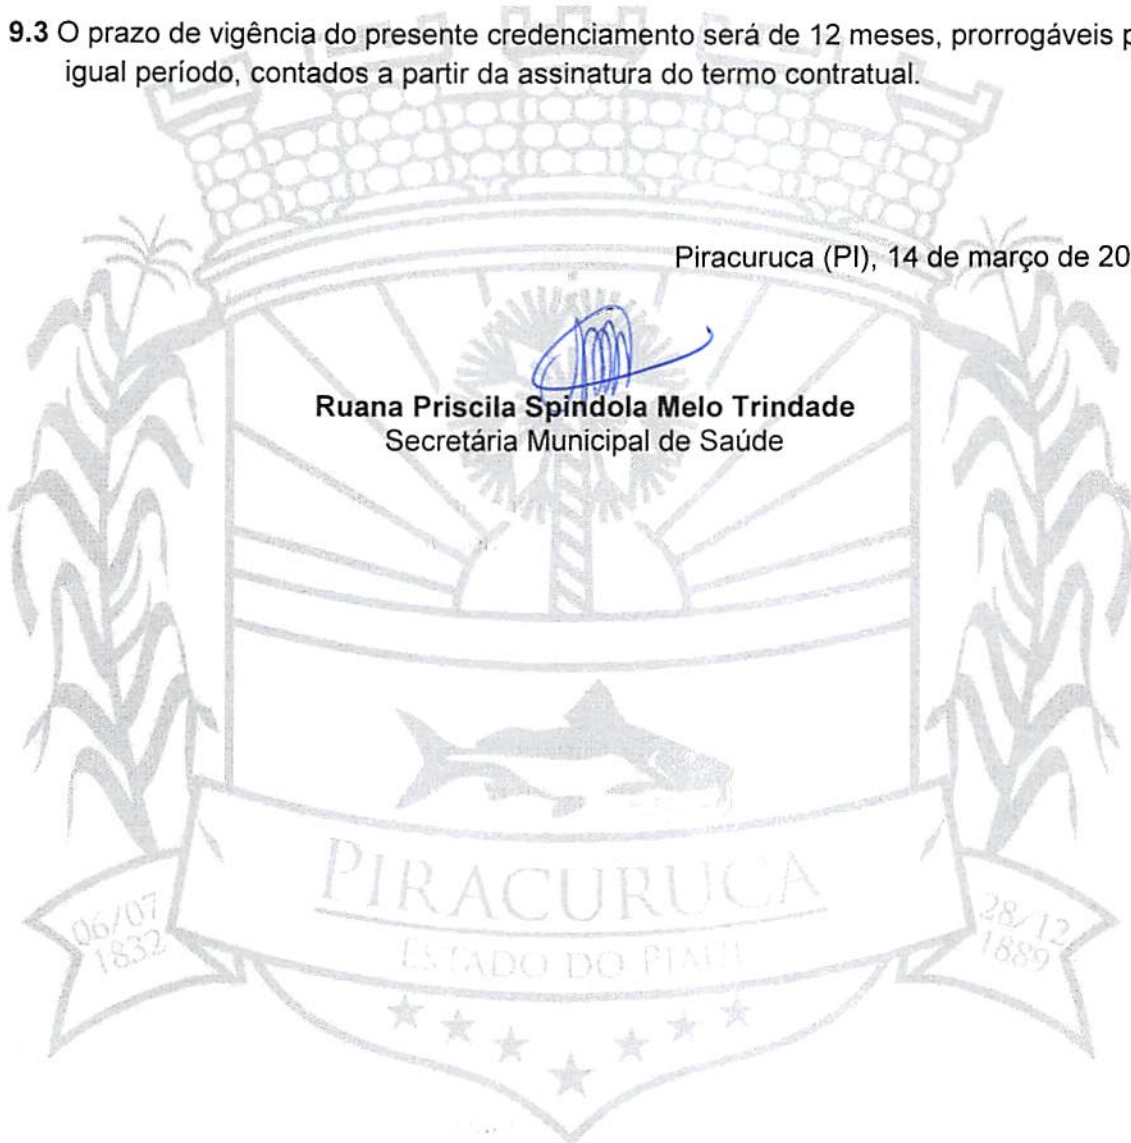 9.3 O prazo de vigência do presente credenciamento será de 12 meses, prorrogáveis p
igual período, contados a partir da assinatura do termo contratual.
Piracuruca (PI), 14 de março de 20
Ruana Priscila Spíndola Melo Trindade
Secretária Municipal de Saúde
PIRACURUCA
ESTADO DO PIAUÍ
06/07
1832
28/12
1889